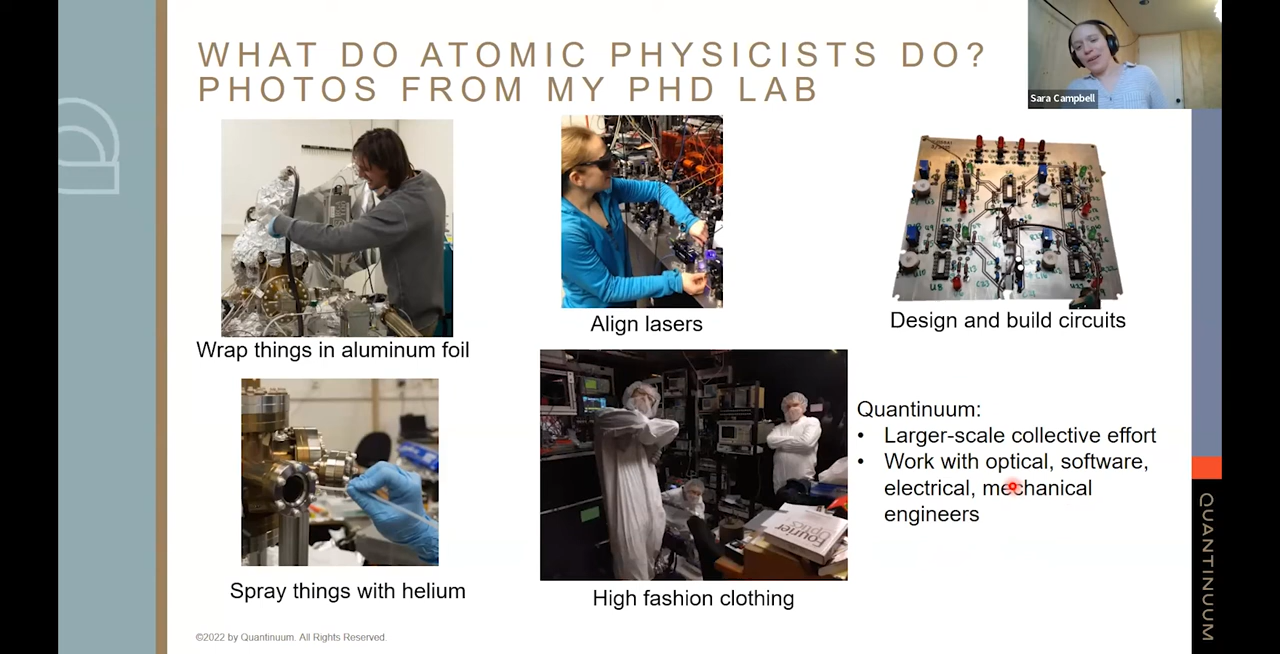 WHAT DO ATOMIC PHYSICISTS DO?
PHOTOS FROM MY PHD LAB
Sara Campbell
Wrap things in aluminum foil
Align lasers
Design and build circuits
Fourier
Optics
Spray things with helium
High fashion clothing
Quantinuum:
• Larger-scale collective effort
• Work with optical, software,
electrical, mechanical
engineers
QUANTINUUM
©2022 by Quantinuum. All Rights Reserved.